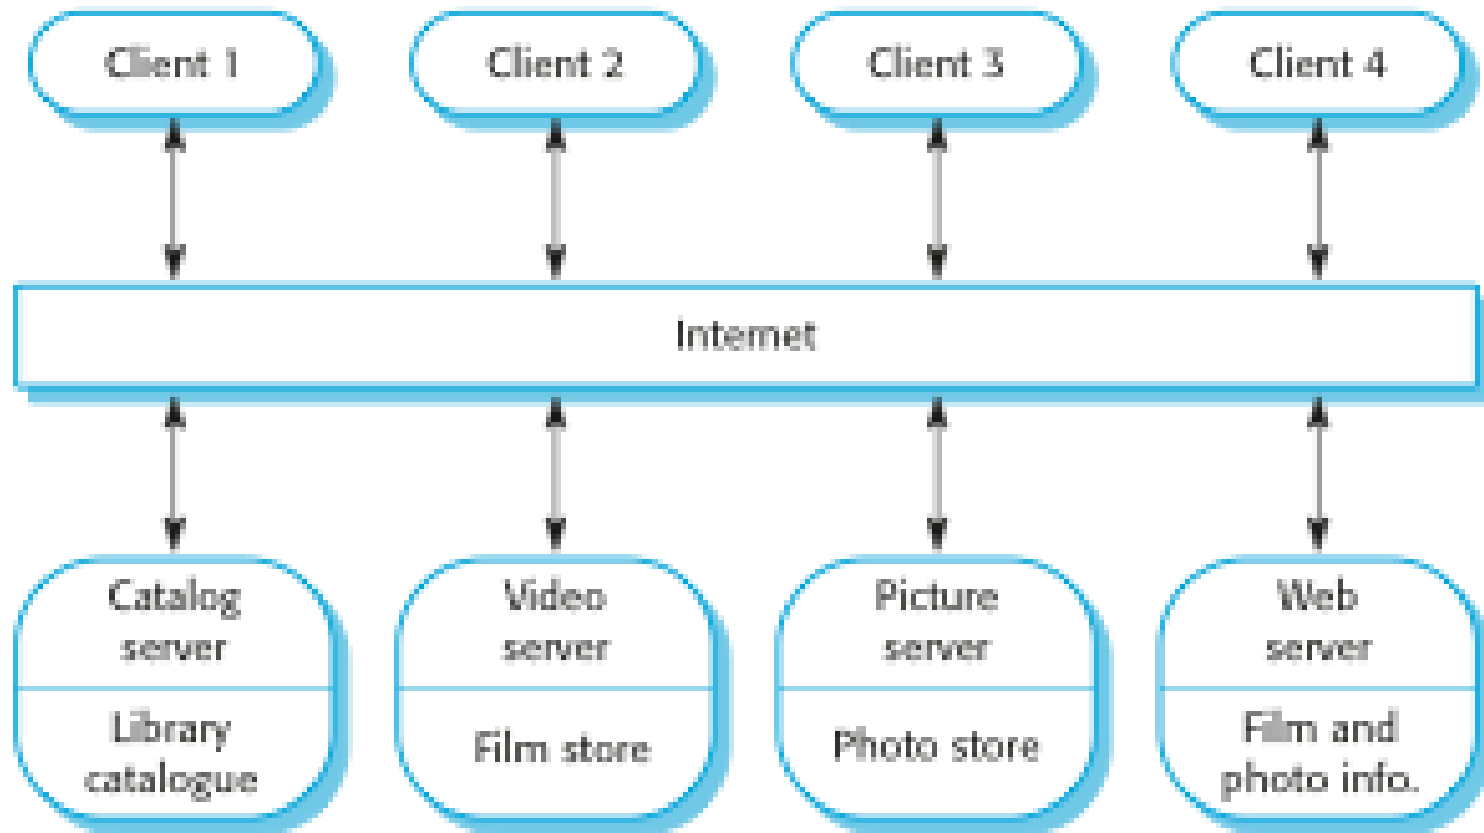 Client 1
Client 2
Client 3
Client 4
Internet
Catalog
server
Library
catalogue
Video
server
Film store
Picture
server
Photo store
Web
server
Film and
photo info.